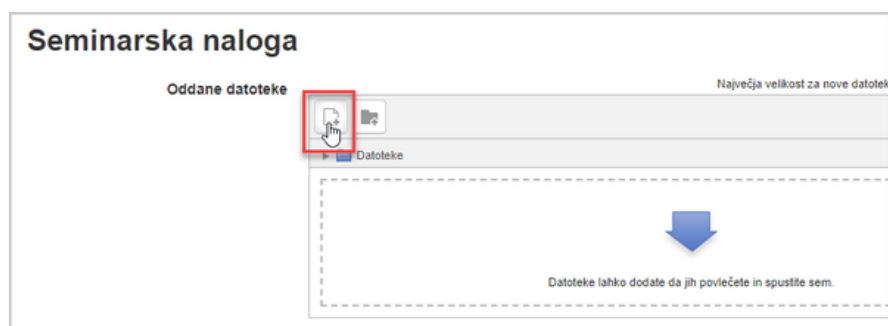 Seminarska naloga
Največja velikost za nove datotek
Oddane datoteke
Datoteke
Datoteke lahko dodate da jih povlečete in spustite sem.